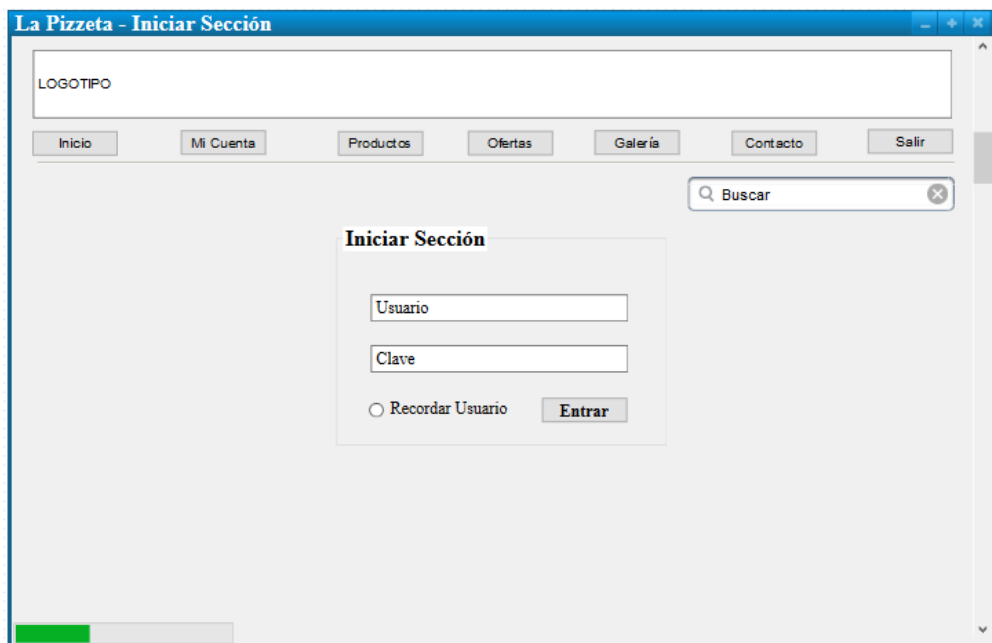 La Pizzeta - Iniciar Sección
LOGOTIPO
Inicio Mi Cuenta Productos Ofertas Galería Contacto Salir
Buscar
Iniciar Sección
Usuario
Clave
Recordar Usuario Entrar